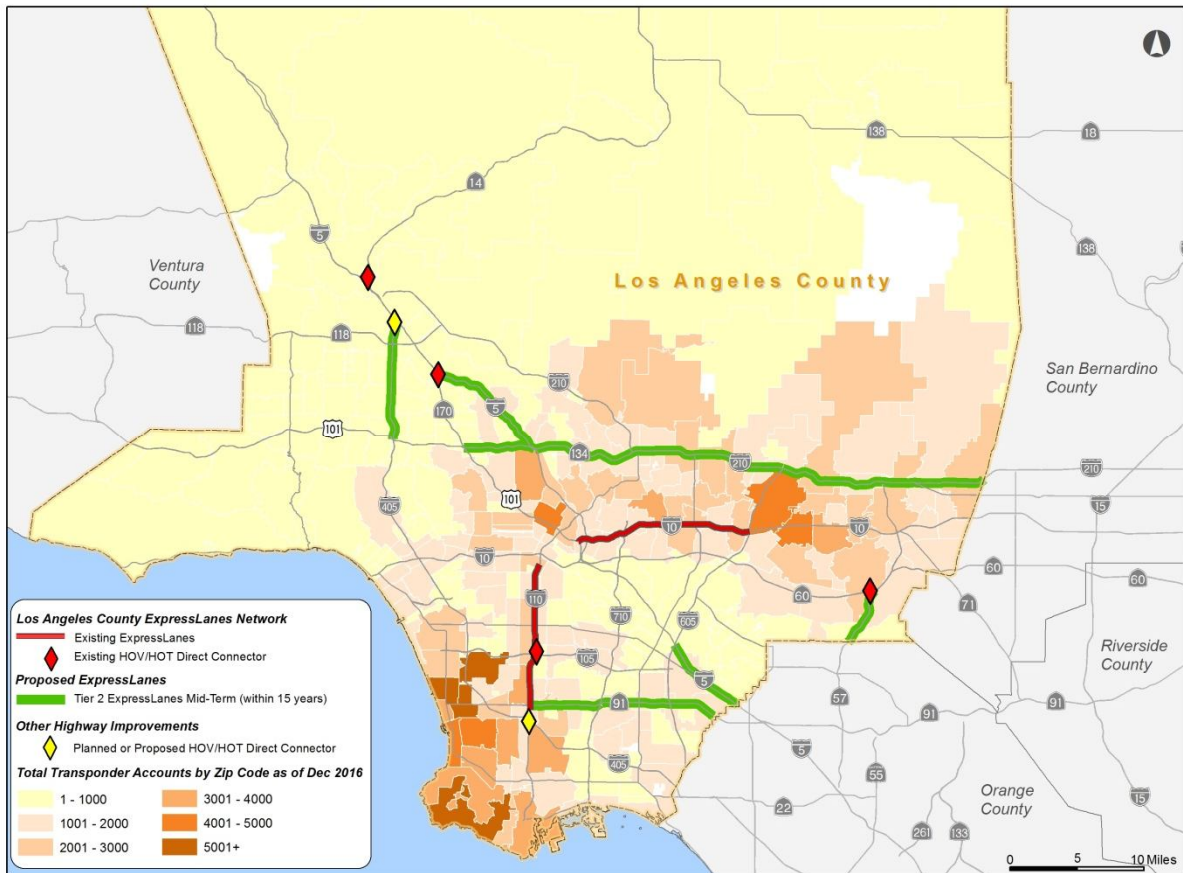 138
18
14
5
138
Ventura
County
Los Angeles County
118
118
210
San Bernardino
County
170
5
101
134
210
210
15
101
405
10
10
10
60
60
71
60
110
710
605
Riverside
County
105
5
57
91
91
91
405
5
55
22
Orange
County
15
261
133
Los Angeles County ExpressLanes Network
Existing ExpressLanes
Existing HOV/HOT Direct Connector
Proposed ExpressLanes
Tier 2 ExpressLanes Mid-Term (within 15 years)
Other Highway Improvements
Planned or Proposed HOV/HOT Direct Connector
Total Transponder Accounts by Zip Code as of Dec 2016
1 - 1000
1001 - 2000
2001 - 3000
3001 - 4000
4001 - 5000
5001+
0 5 10 Miles